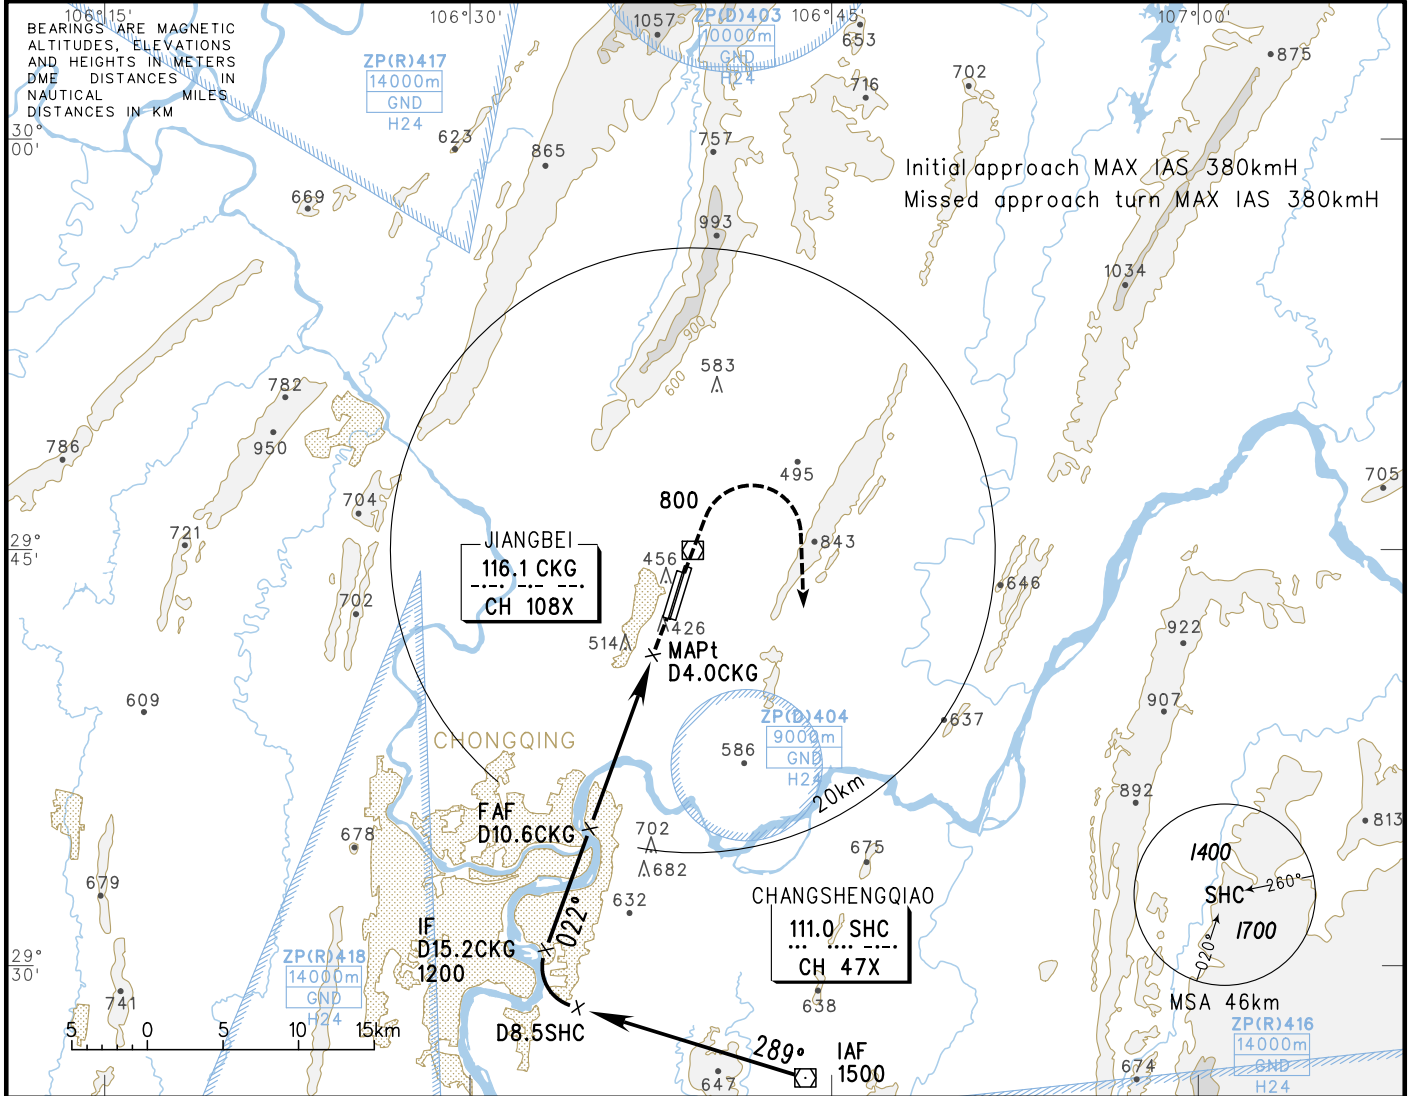 106°15'
106°30'
106°45'
107°00'
BEARINGS ARE MAGNETIC
ALTITUDES, ELEVATIONS
AND HEIGHTS IN METERS
DME DISTANCES IN
NAUTICAL MILES
DISTANCES IN KM
ZP(R)417
14000m
GND
H24
1057
ZP(D)403
10000m
GND
H24
653
875
716
702
30°
00'
623
865
757
Initial approach MAX IAS 380kmH
Missed approach turn MAX IAS 380kmH
669
993
1034
900
600
583
782
950
786
495
705
704
800
721
29°
45'
JIANGBEI
116.1 CKG
CH 108X
456
843
646
702
514
426
MAPt
D4.0CKG
922
609
907
ZP(D)404
9000m
GND
H24
637
586
CHONGQING
20km
892
FAF
D10.6CKG
678
702
682
675
813
1400
SHC
260°
1700
020°
MSA 46km
679
632
CHANGSHENGQIAO
111.0 SHC
CH 47X
022°
IF
D15.2CKG
1200
29°
30'
ZP(R)418
14000m
GND
H24
741
638
5 0 5 10 15km
D8.5SHC
289°
IAF
1500
647
ZP(R)416
14000m
GND
H24
674